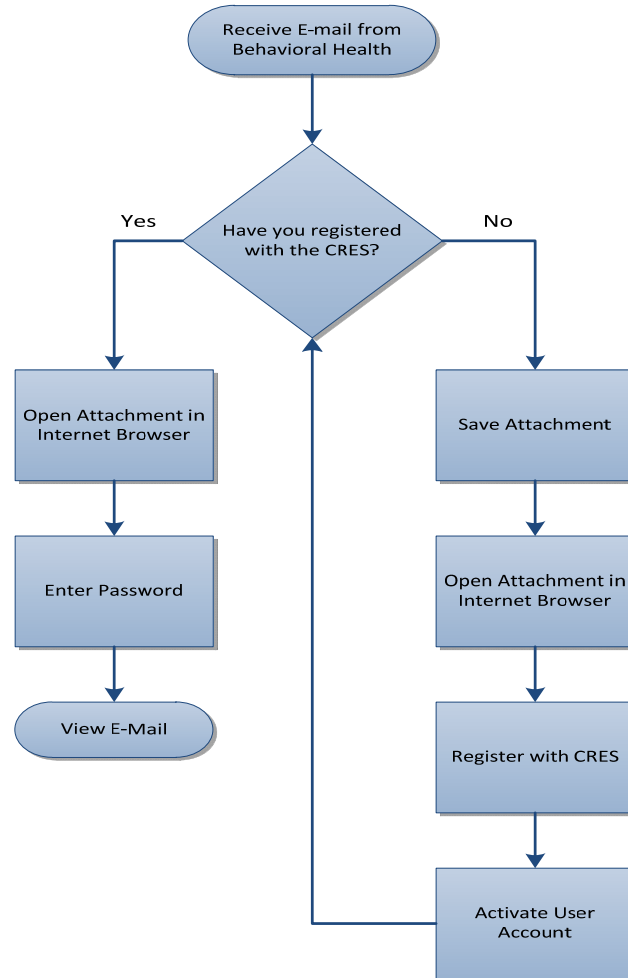 Receive E-mail from
Behavioral Health
Have you registered
with the CRES?
Yes
No
Open Attachment in
Internet Browser
Enter Password
View E-Mail
Save Attachment
Open Attachment in
Internet Browser
Register with CRES
Activate User
Account